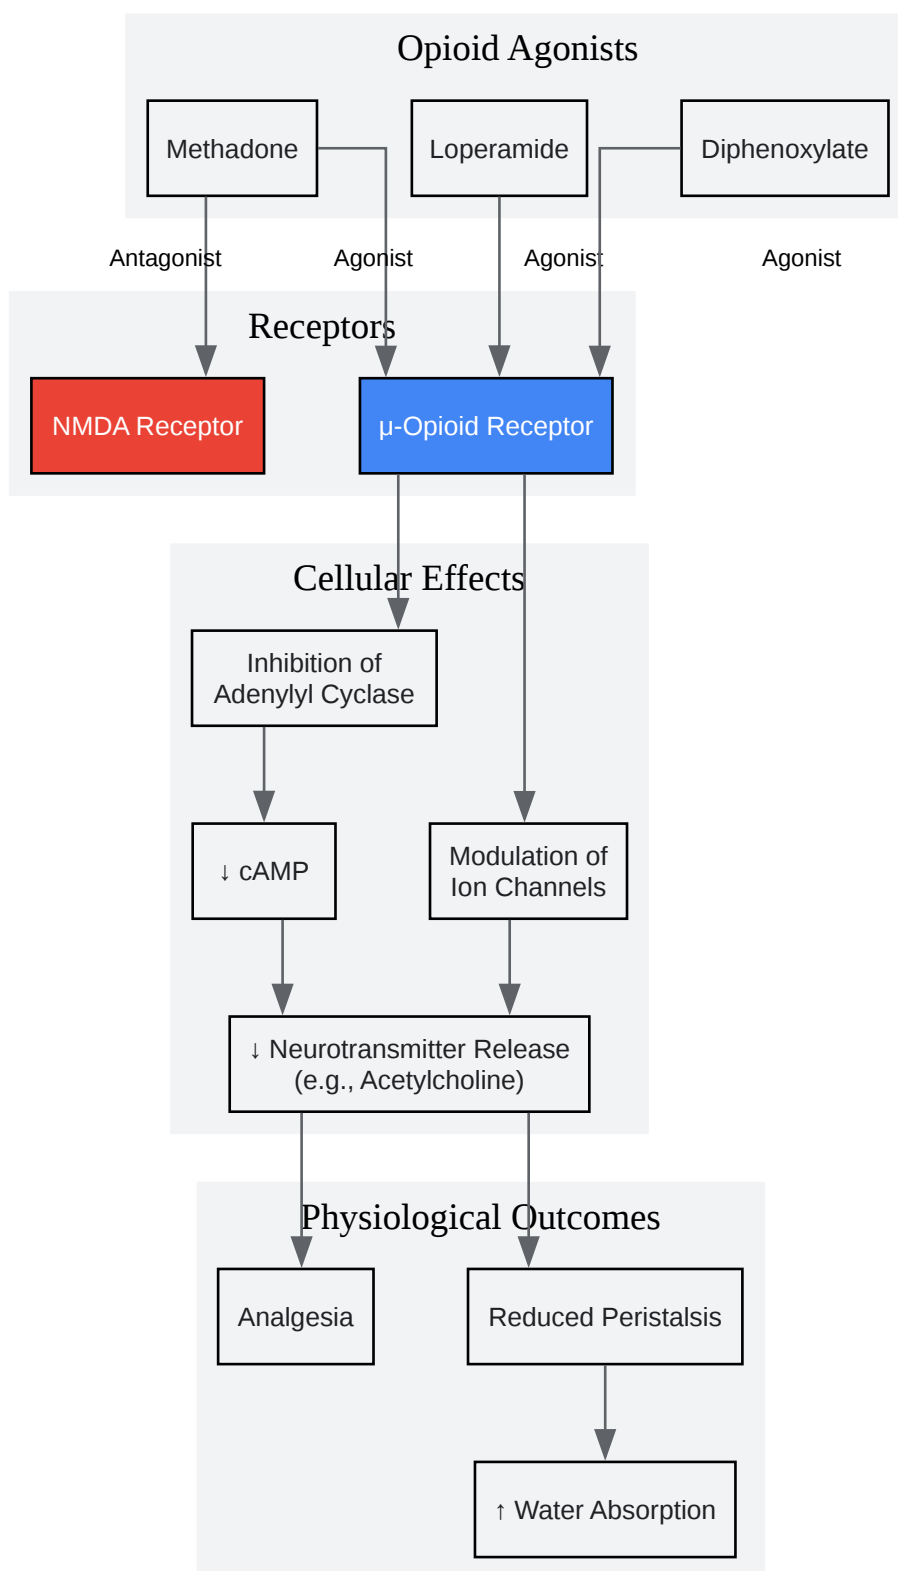 Opioid Agonists
Methadone
Loperamide
Diphenoxylate
Antagonist
Agonist
Agonist
Agonist
Receptors
NMDA Receptor
μ-Opioid Receptor
Cellular Effects
Inhibition of
Adenylyl Cyclase
↓ cAMP
Modulation of
Ion Channels
↓ Neurotransmitter Release
(e.g., Acetylcholine)
Physiological Outcomes
Analgesia
Reduced Peristalsis
↑ Water Absorption